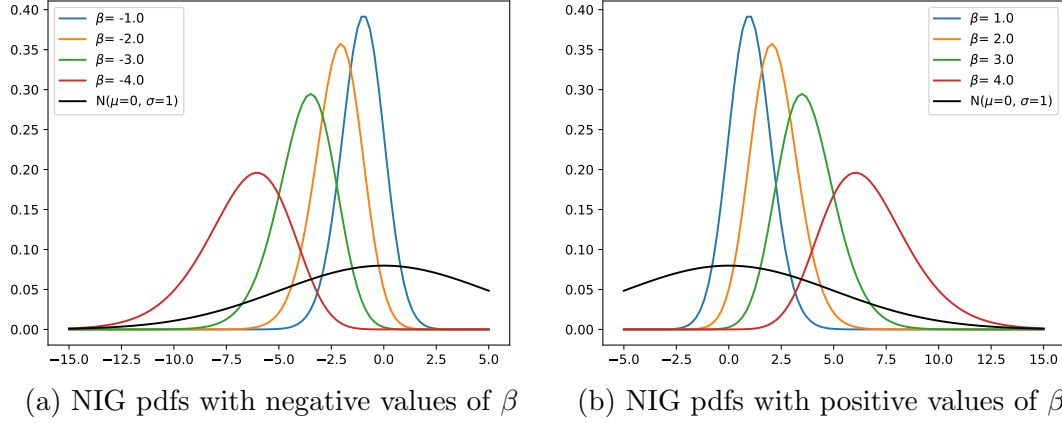 0.40
0.35
0.30
0.25
0.20
0.15
0.10
0.05
0.00
β= -1.0
β= -2.0
β= -3.0
β= -4.0
N(μ=0, σ=1)
−15.0 −12.5 −10.0 −7.5 −5.0 −2.5 0.0 2.5 5.0
(a) NIG pdfs with negative values of β
0.40
0.35
0.30
0.25
0.20
0.15
0.10
0.05
0.00
β= 1.0
β= 2.0
β= 3.0
β= 4.0
N(μ=0, σ=1)
−5.0 −2.5 0.0 2.5 5.0 7.5 10.0 12.5 15.0
(b) NIG pdfs with positive values of β